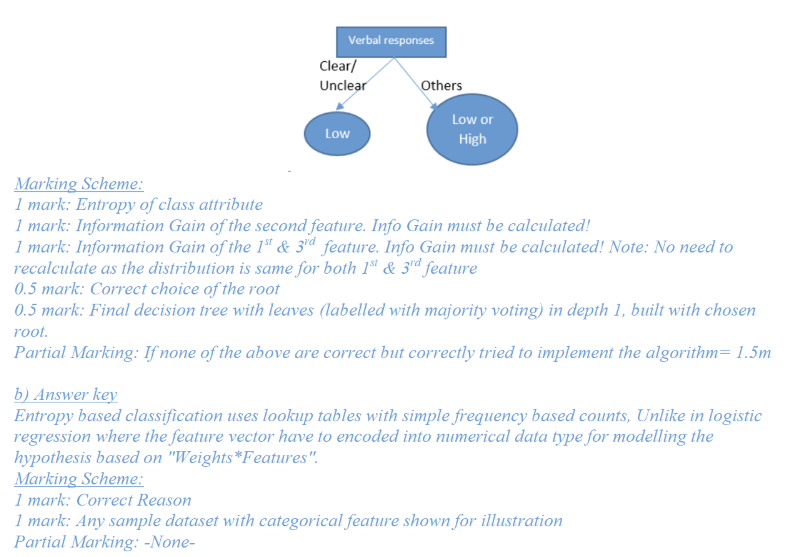 Verbal responses
Clear/
Unclear
Others
Low
Low or
High
Marking Scheme:
1 mark: Entropy of class attribute
1 mark: Information Gain of the second feature. Info Gain must be calculated!
1 mark: Information Gain of the 1st & 3rd feature. Info Gain must be calculated! Note: No need to
recalculate as the distribution is same for both 1st & 3rd feature
0.5 mark: Correct choice of the root
0.5 mark: Final decision tree with leaves (labelled with majority voting) in depth 1, built with chosen
root.
Partial Marking: If none of the above are correct but correctly tried to implement the algorithm= 1.5m
b) Answer key
Entropy based classification uses lookup tables with simple frequency based counts, Unlike in logistic
regression where the feature vector have to encoded into numerical data type for modelling the
hypothesis based on "Weights*Features".
Marking Scheme:
1 mark: Correct Reason
1 mark: Any sample dataset with categorical feature shown for illustration
Partial Marking: -None-